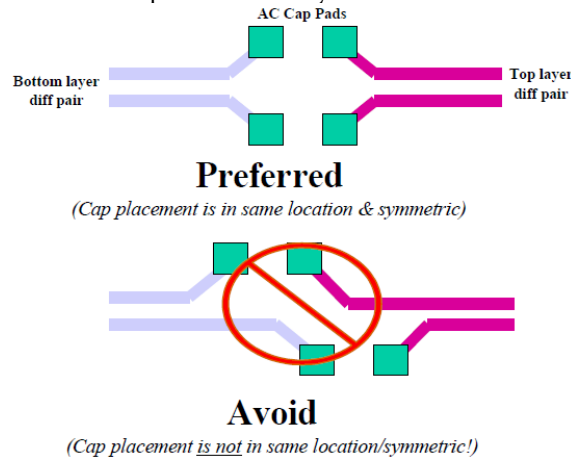 AC Cap Pads
Bottom layer
diff pair
Top layer
diff pair
Preferred
(Cap placement is in same location & symmetric)
Avoid
(Cap placement is not in same location/symmetric!)